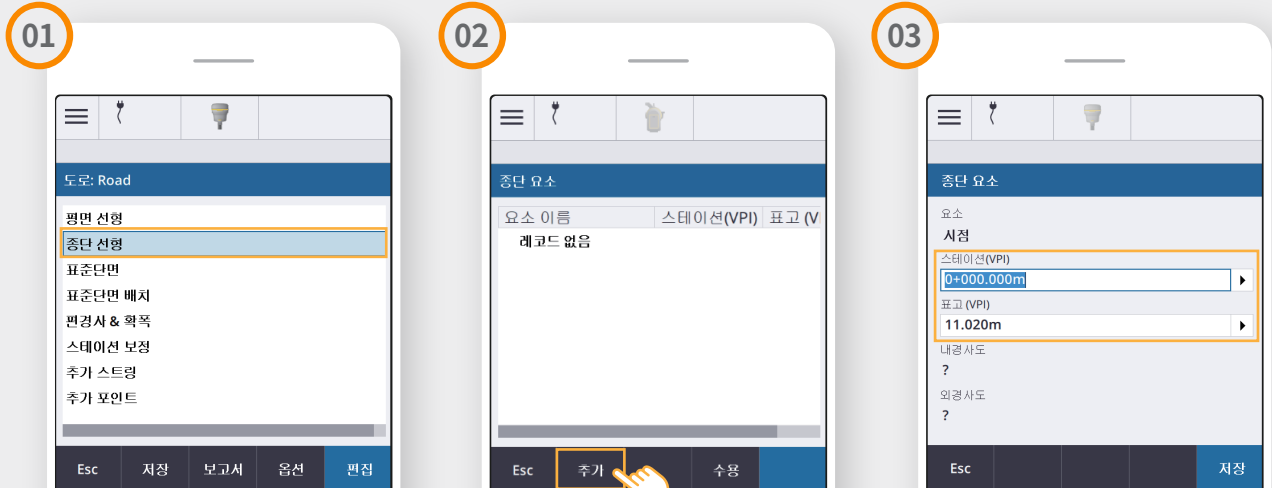 01
도로: Road
평면 선형
종단 선형
표준단면
표준단면 배치
편경사 & 확폭
스테이션 보정
추가 스트링
추가 포인트
Esc 저장 보고서 옵션 편집
02
종단 요소
요소 이름 스테이션(VPI) 표고 (V
레코드 없음
Esc 추가 수용
03
종단 요소
요소
시점
스테이션(VPI)
0+000.000m
표고 (VPI)
11.020m
내경사도
?
외경사도
?
Esc 저장